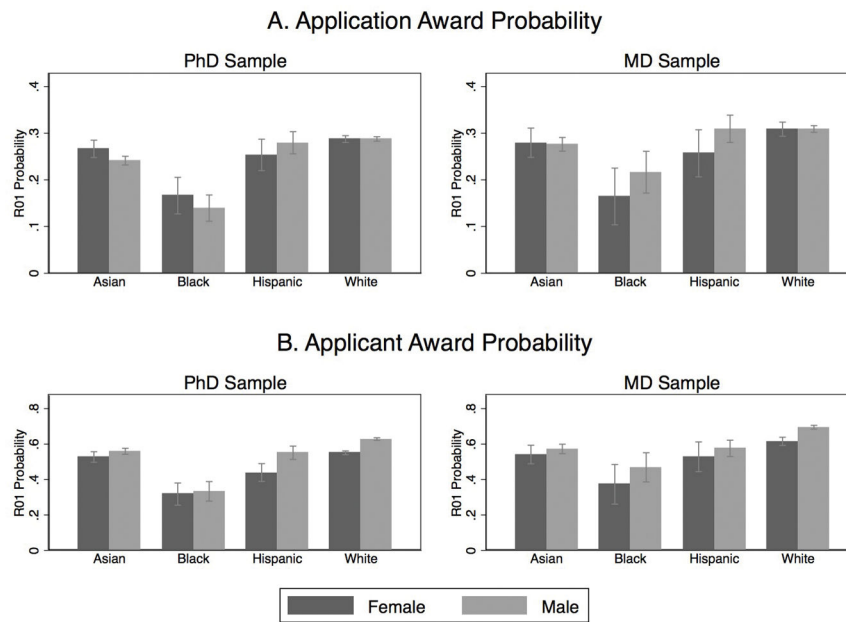 A. Application Award Probability
PhD Sample
R01 Probability
.4
.3
.2
.1
0
Asian Black Hispanic White
MD Sample
R01 Probability
.4
.3
.2
.1
0
Asian Black Hispanic White
B. Applicant Award Probability
PhD Sample
R01 Probability
.8
.6
.4
.2
0
Asian Black Hispanic White
MD Sample
R01 Probability
.8
.6
.4
.2
0
Asian Black Hispanic White
Female Male